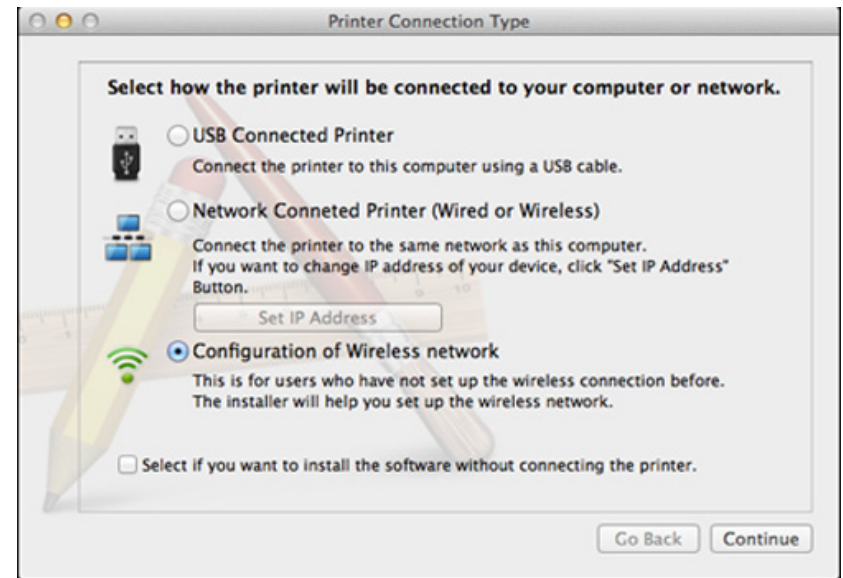 Printer Connection Type
Select how the printer will be connected to your computer or network.
USB Connected Printer
Connect the printer to this computer using a USB cable.
Network Conneted Printer (Wired or Wireless)
Connect the printer to the same network as this computer.
If you want to change IP address of your device, click "Set IP Address"
Button.
Set IP Address
Configuration of Wireless network
This is for users who have not set up the wireless connection before.
The installer will help you set up the wireless network.
Select if you want to install the software without connecting the printer.
Go Back Continue